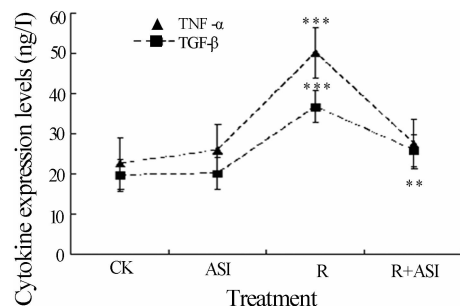 Cytokine expression levels (ng/I)
60
50
40
30
20
10
0
TNF -α
TGF-β
***
***
**
CK
ASI
R
R+ASI
Treatment